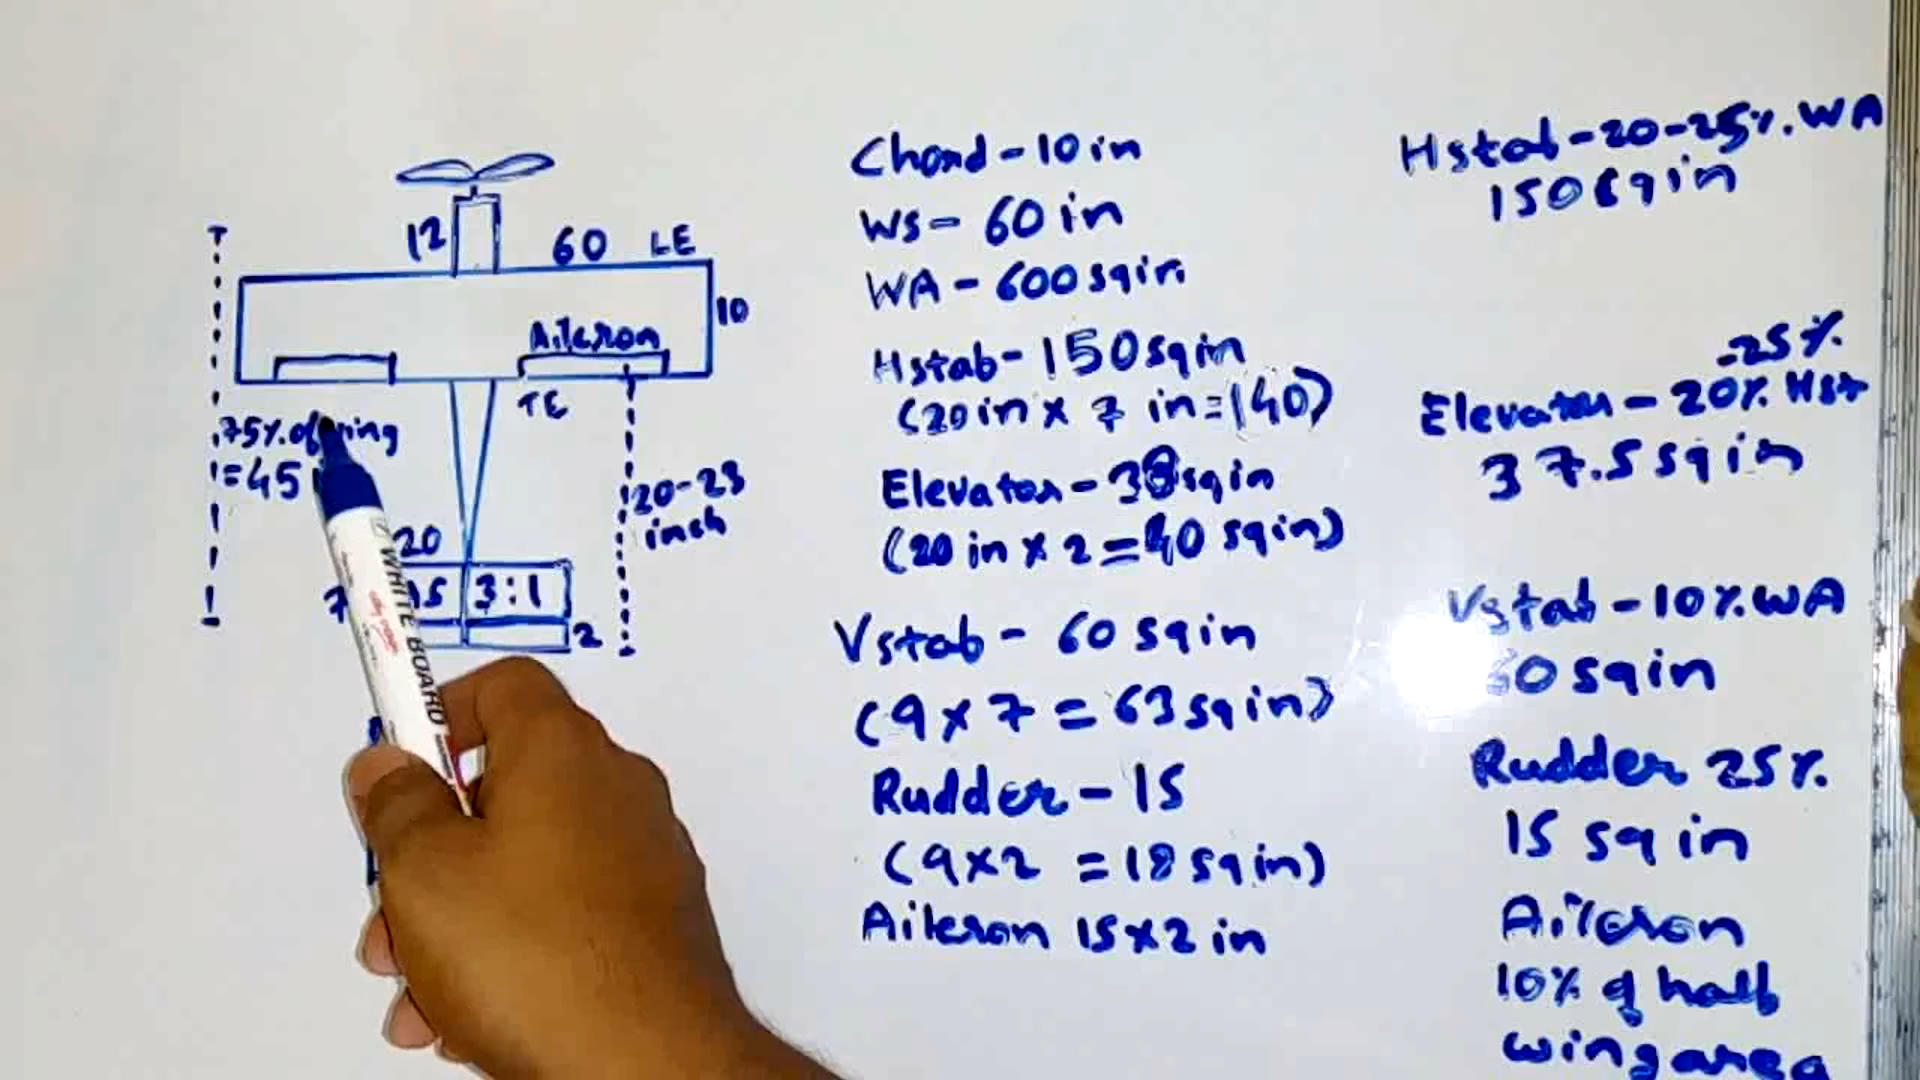 12
60 LE
10
Aileron
TE
75% of wing
= 45
20-25
inch
20
3:1
7
2
WHITE BOARD
Chord - 10 in
WS - 60 in
WA - 600 sqin
Hstab - 150 sqin
(20 in x 7 in = 140)
Elevator - 38 sqin
(20 in x 2 = 40 sqin)
Vstab - 60 sqin
(9 x 7 = 63 sqin)
Rudder - 15
(9x2 = 18 sqin)
Aileron 15x2 in
Hstab - 20-25%. WA
150 sqin
-25%
Elevator - 20% Hst
37.5 sqin
Vstab - 10%. WA
60 sqin
Rudder 25%.
15 sqin
Aileron
10% of half
wing area